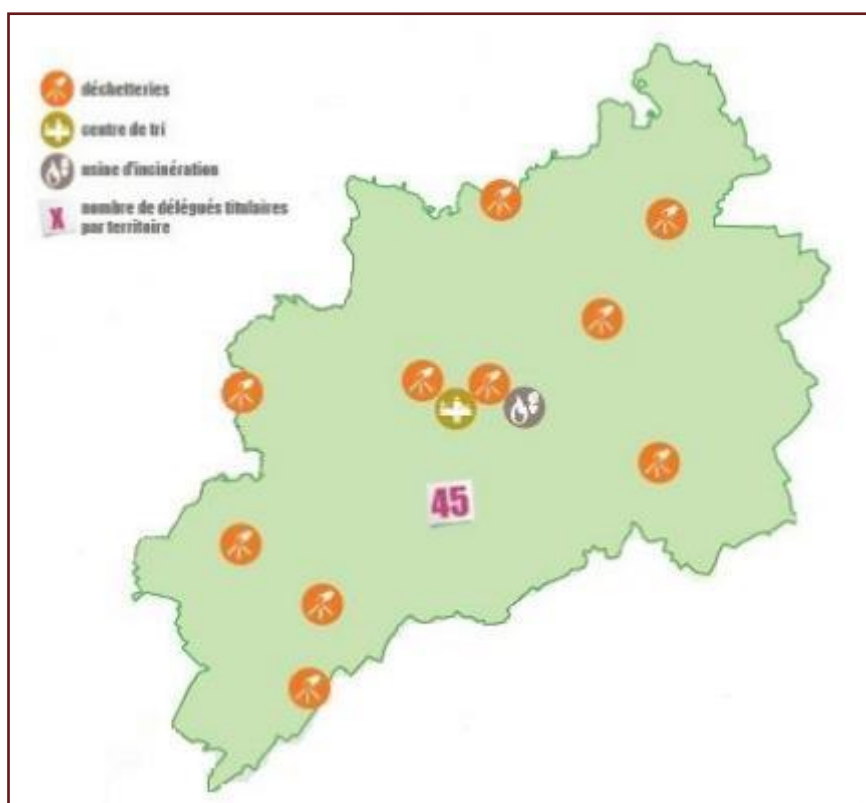 déchetteries
centre de tri
usine d'incinération
X
nombre de délégués titulaires
par territoire
45